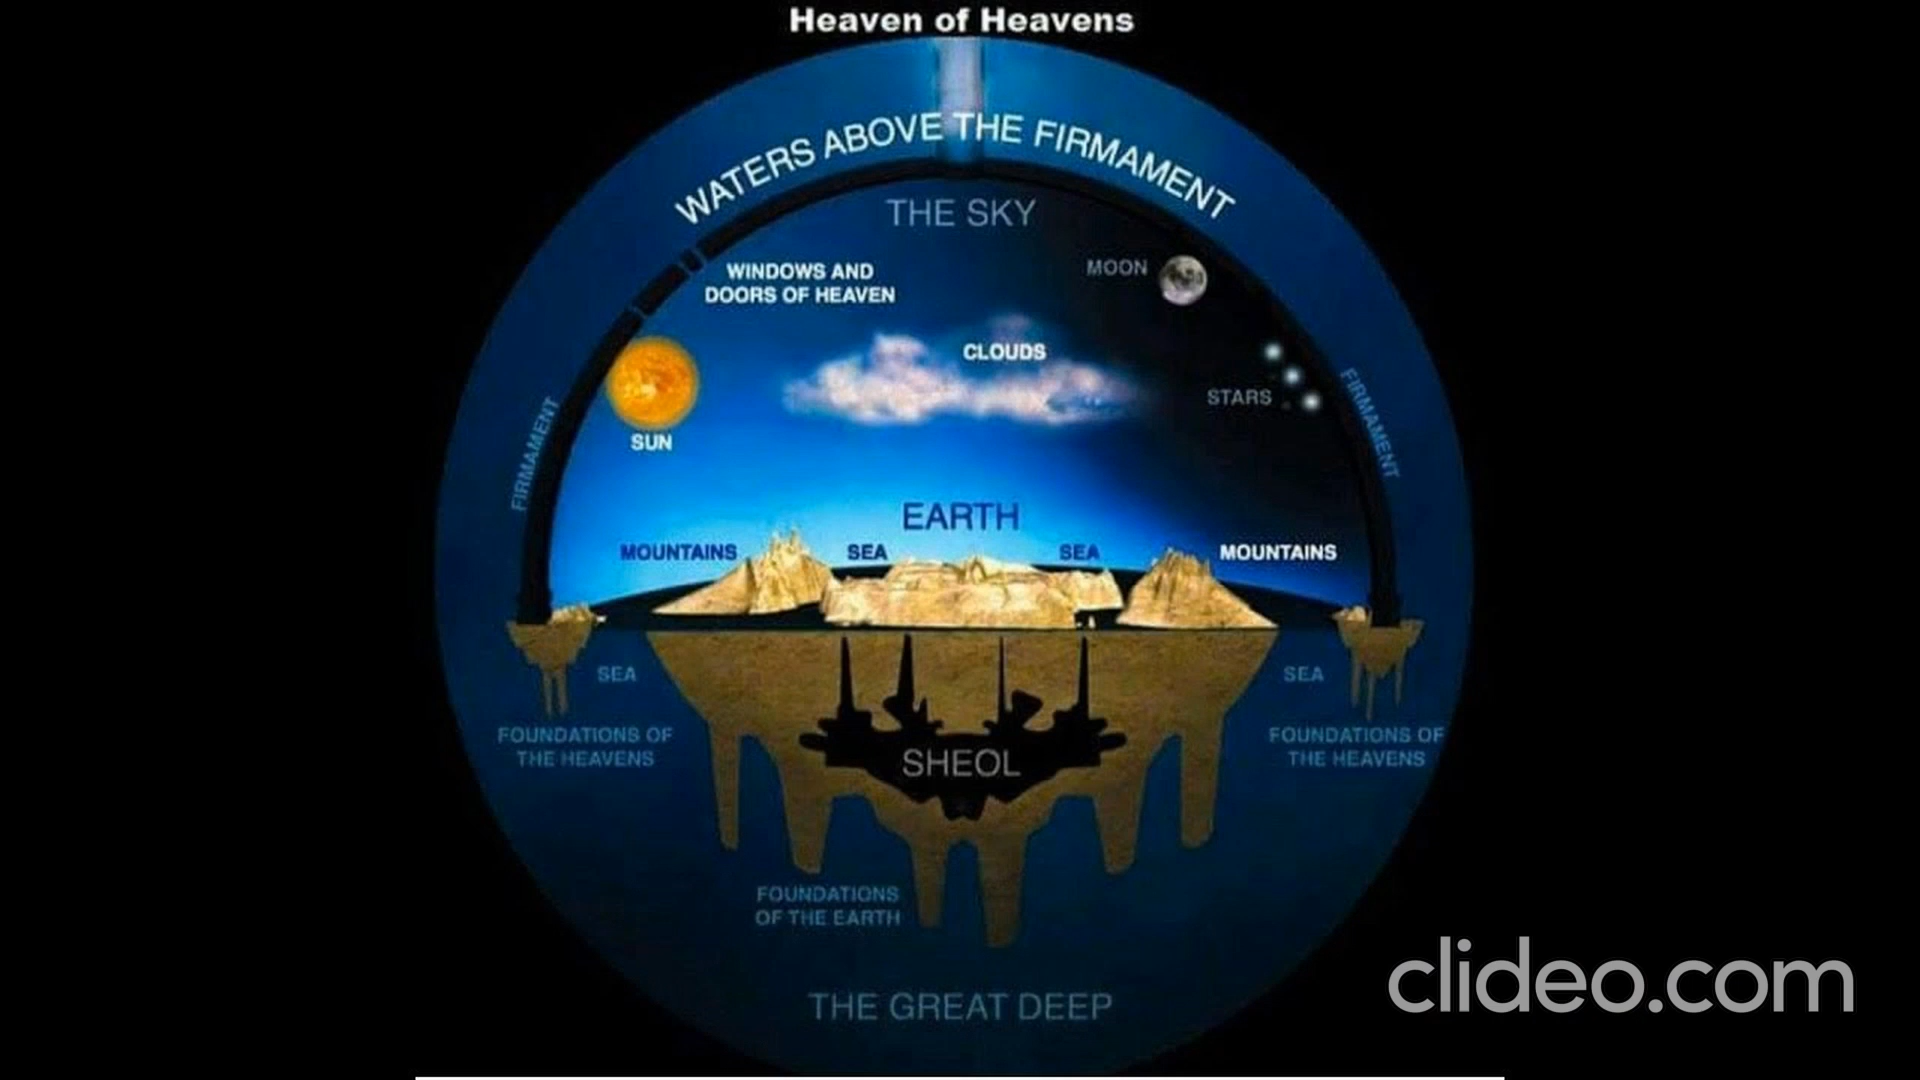 Heaven of Heavens
WATERS ABOVE THE FIRMAMENT
THE SKY
WINDOWS AND
DOORS OF HEAVEN
MOON
CLOUDS
STARS
SUN
FIRMAMENT
FIRMAMENT
EARTH
MOUNTAINS
SEA
SEA
MOUNTAINS
SEA
SEA
FOUNDATIONS OF
THE HEAVENS
FOUNDATIONS OF
THE HEAVENS
SHEOL
FOUNDATIONS
OF THE EARTH
THE GREAT DEEP
clideo.com